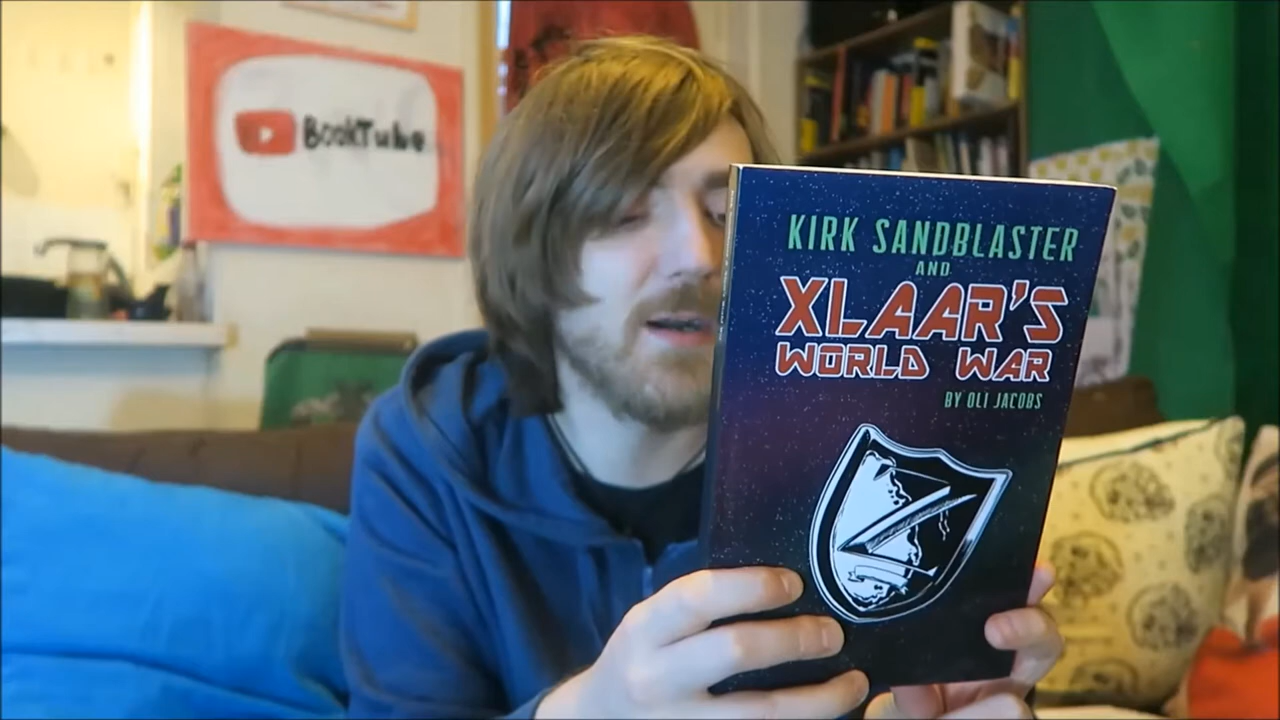 BookTube
KIRK SANDBLASTER
AND
XLAAR'S
WORLD WAR
BY OLI JACOBS